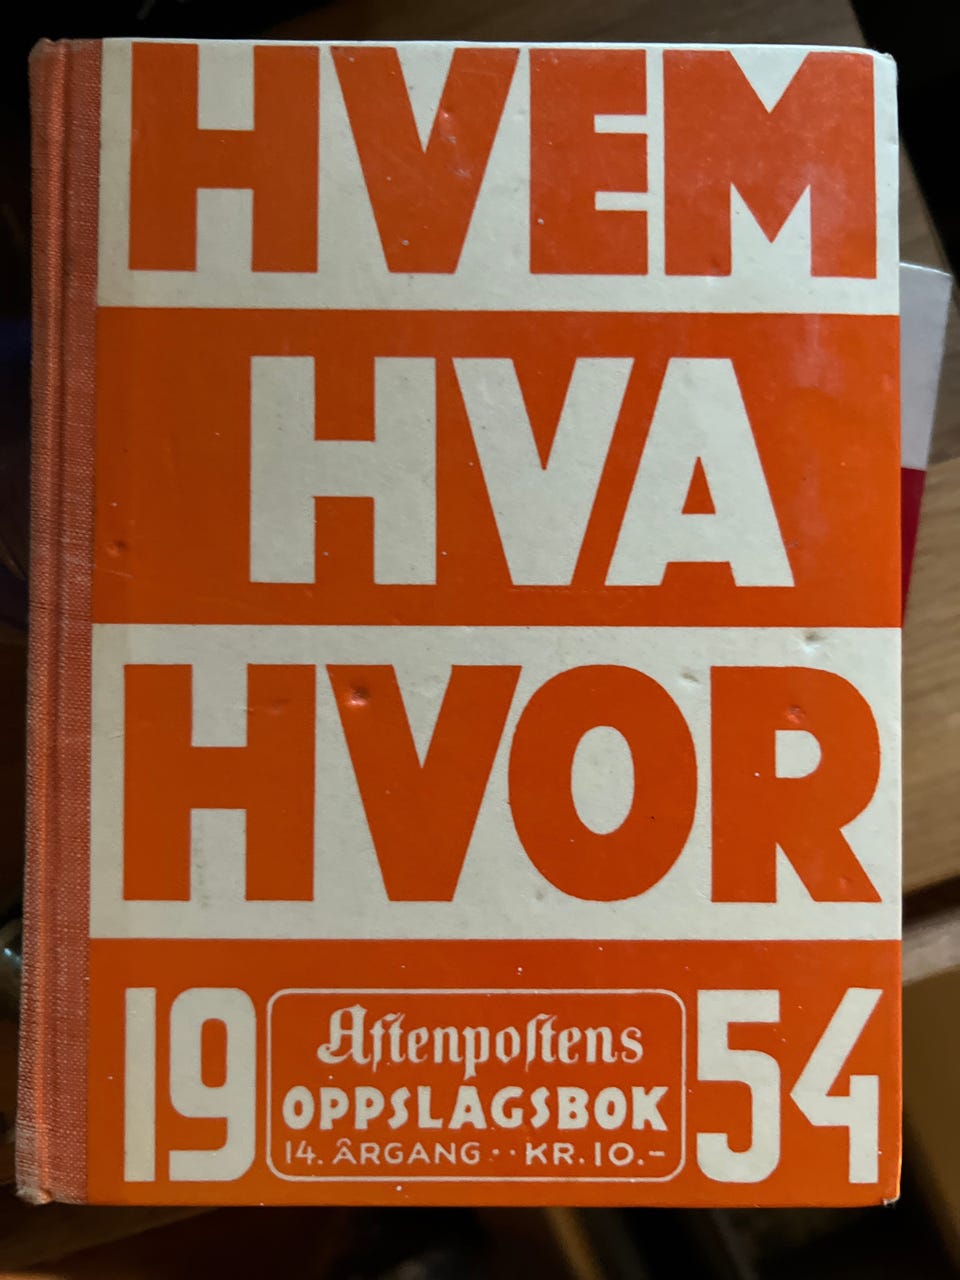 HVEM
HVA
HVOR
19 54
Aftenpostens
OPPSLAGSBOK
14. ÅRGANG ·· KR. 10.-